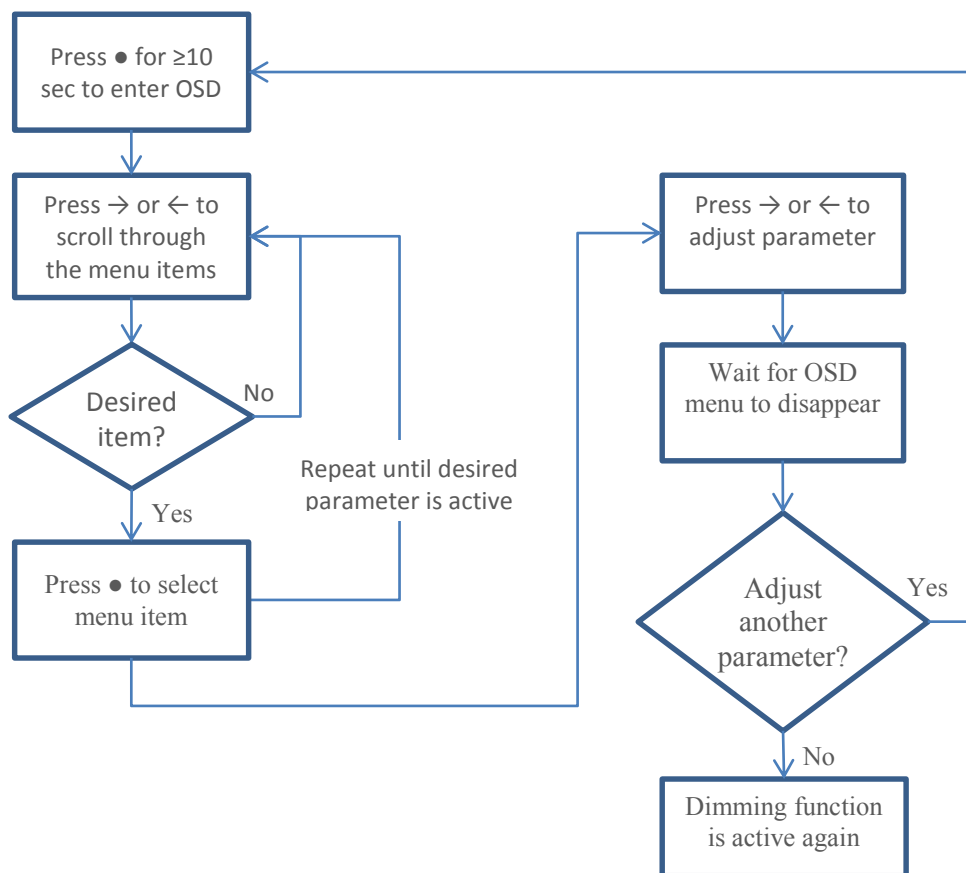 Press ● for ≥10
sec to enter OSD
Press → or ← to
scroll through
the menu items
Desired
item?
No
Yes
Press ● to select
menu item
Repeat until desired
parameter is active
Press → or ← to
adjust parameter
Wait for OSD
menu to disappear
Adjust
another
parameter?
Yes
No
Dimming function
is active again